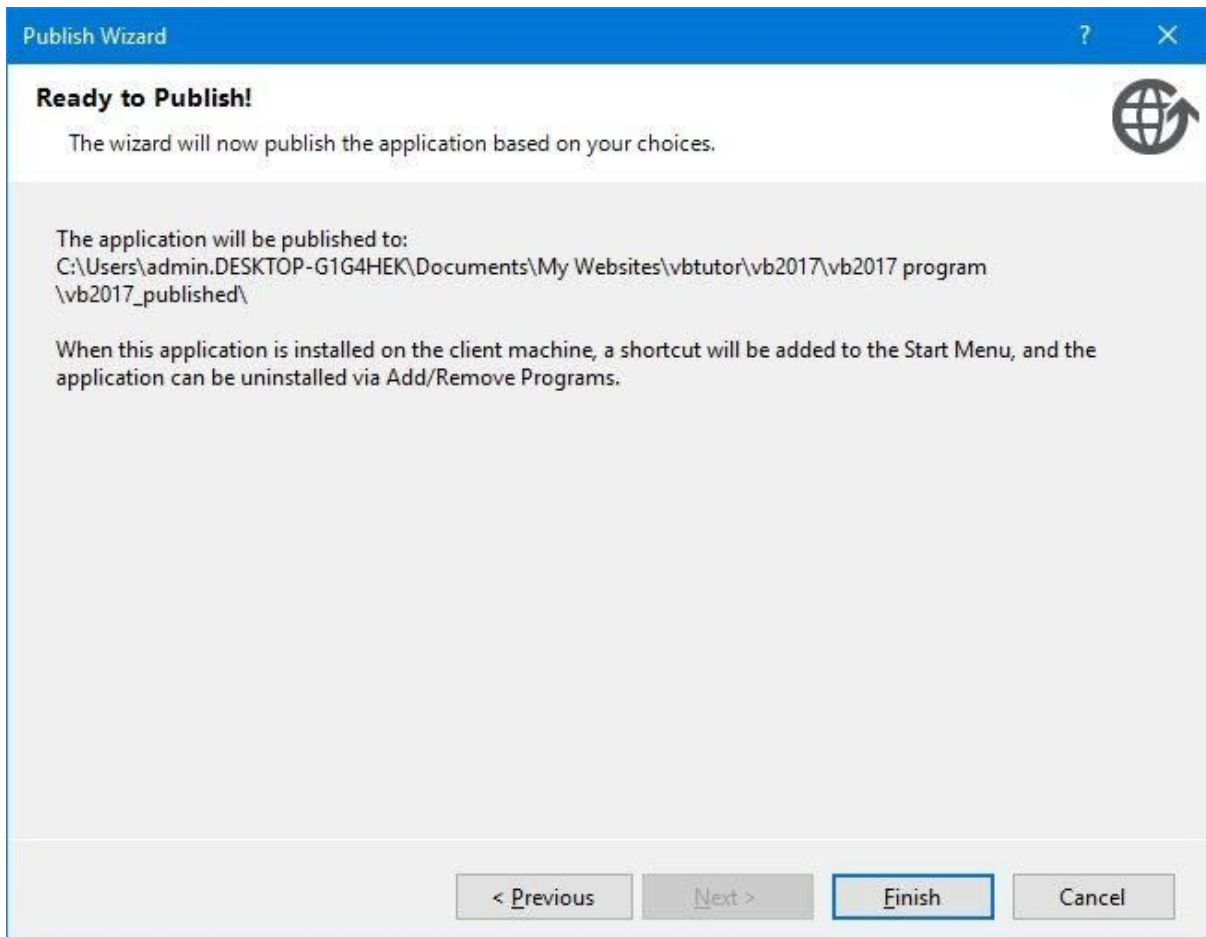 Publish Wizard
?
Ready to Publish!
The wizard will now publish the application based on your choices.
The application will be published to:
C:\Users\admin.DESKTOP-G1G4HEK\Documents\My Websites\vbtutor\vb2017\vb2017 program
\vb2017_published\
When this application is installed on the client machine, a shortcut will be added to the Start Menu, and the
application can be uninstalled via Add/Remove Programs.
< Previous
Next >
Finish
Cancel